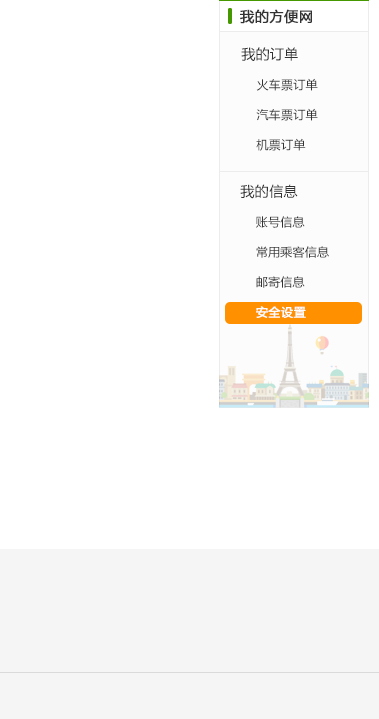 我的方便网
我的订单
火车票订单
汽车票订单
机票订单
我的信息
账号信息
常用乘客信息
邮寄信息
安全设置